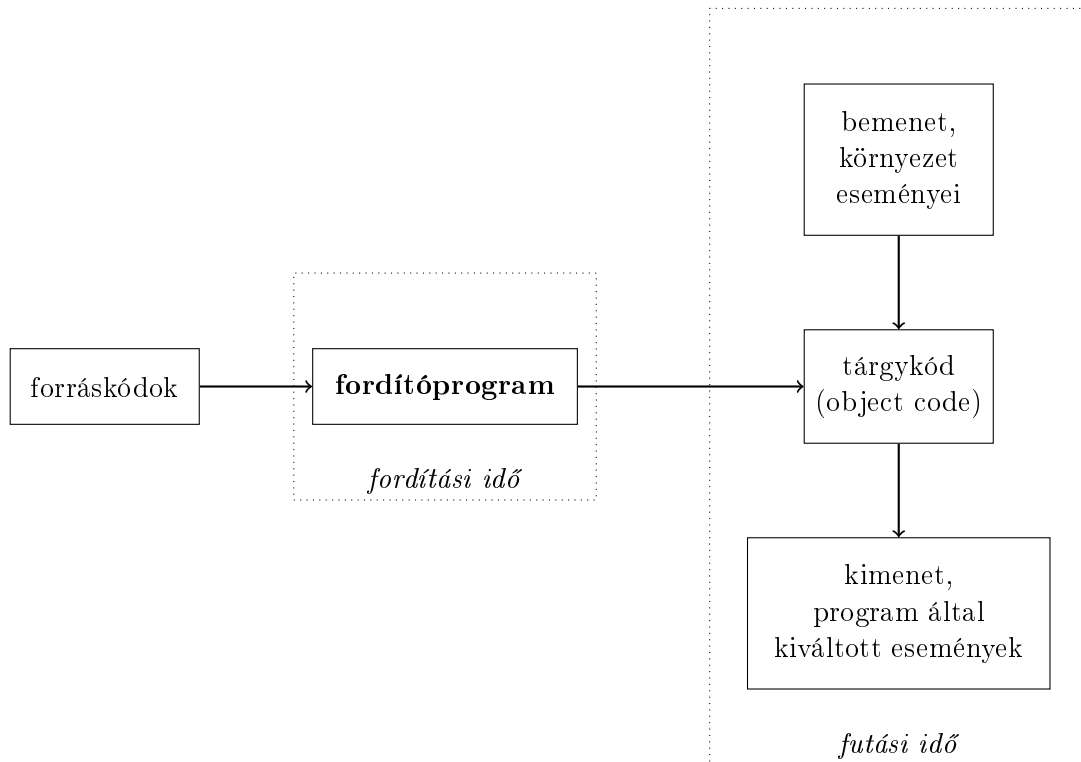 bemenet,
környezet
eseményei
forráskódok
fordítóprogram
tárgykód
(object code)
fordítási idő
kimenet,
program által
kiváltott események
futási idő